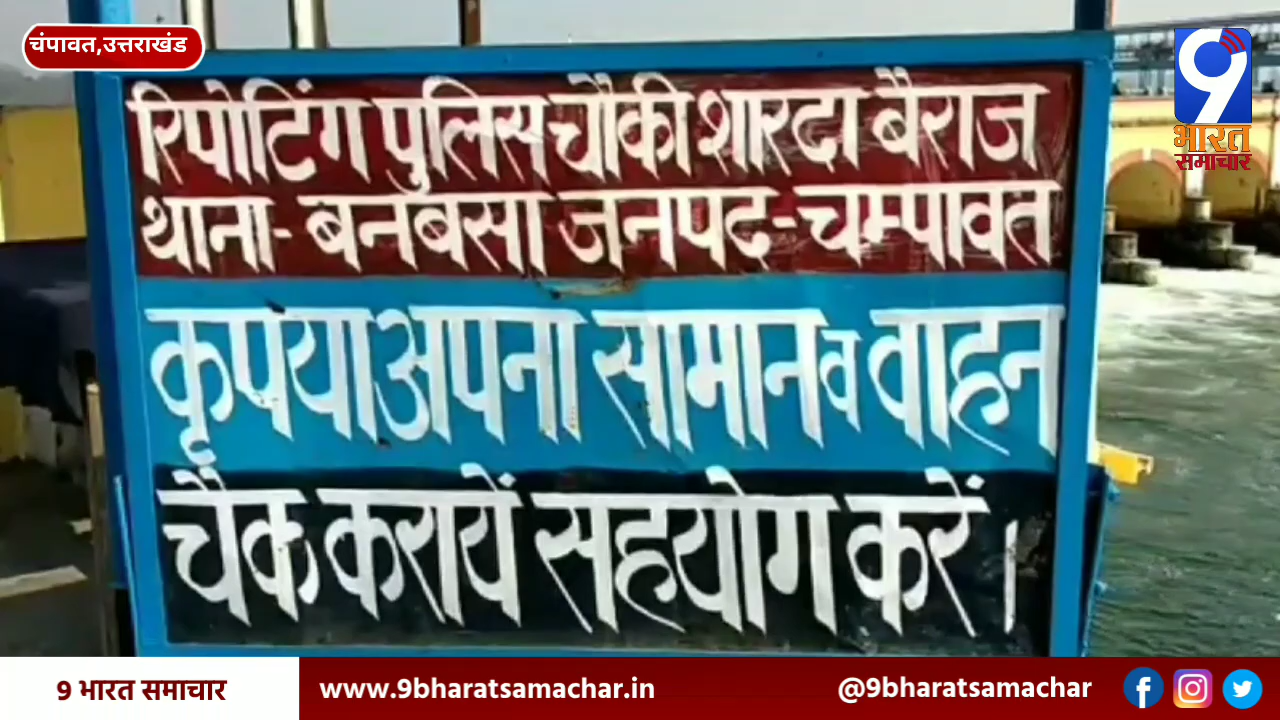 चंपावत,उत्तराखंड
9
भारत
समाचार
रिपोटिंग पुलिस चौकी शारदा बैराज
थाना- बनबसा जनपद-चम्पावत
कृपया अपना सामान व वाहन
चैक करायें सहयोग करें।
9 भारत समाचार
www.9bharatsamachar.in
@9bharatsamachar